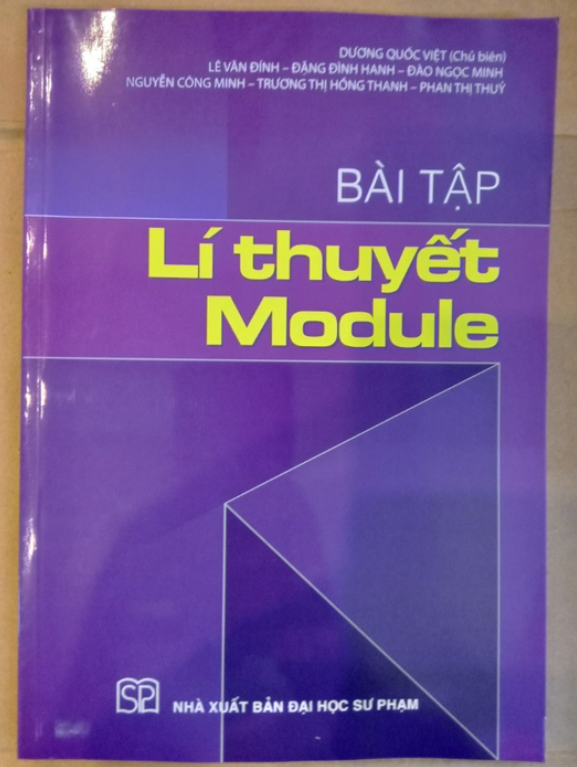 DƯƠNG QUỐC VIỆT (Chủ biên)
LÊ VĂN ĐÍNH – ĐẶNG ĐÌNH HANH – ĐÀO NGỌC MINH
NGUYỄN CÔNG MINH – TRƯƠNG THỊ HỒNG THANH – PHAN THỊ THUỶ
BÀI TẬP
Lí thuyết
Module
SP
NHÀ XUẤT BẢN ĐẠI HỌC SƯ PHẠM